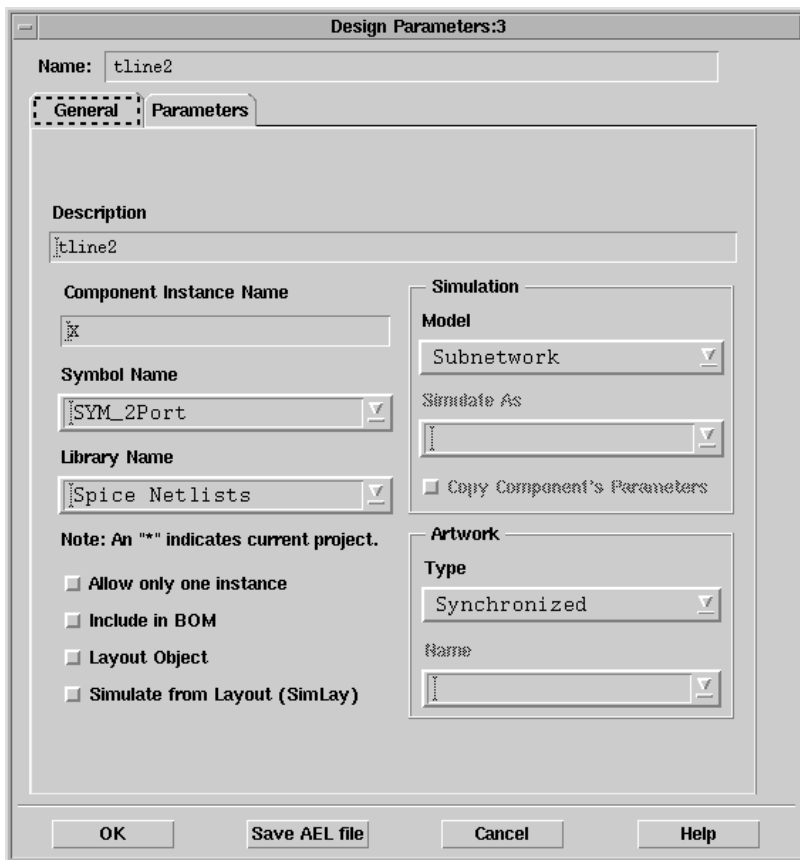 Design Parameters:3
Name: tline2
General Parameters
Description
tline2
Component Instance Name
x
Symbol Name
SYM_2Port
Library Name
Spice Netlists
Note: An "*" indicates current project.
Allow only one instance
Include in BOM
Layout Object
Simulate from Layout (SimLay)
Simulation
Model
Subnetwork
Simulate As
Copy Component's Parameters
Artwork
Type
Synchronized
Name
OK Save AEL file Cancel Help